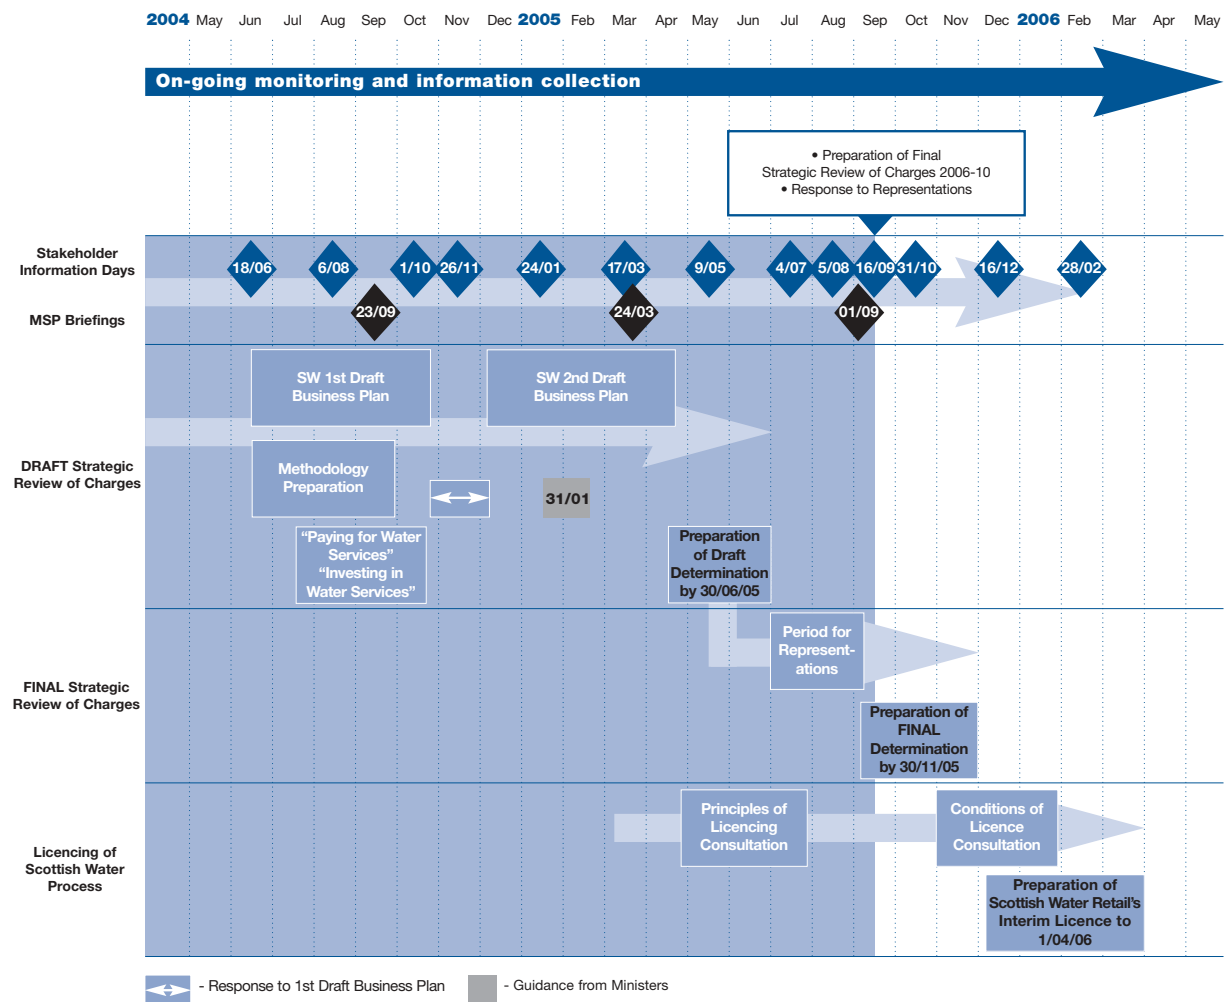 2004 May Jun Jul Aug Sep Oct Nov Dec 2005 Feb Mar May Jun Jul Aug Sep Oct Nov Dec 2006 Feb Mar Apr May
On-going monitoring and information collection
• Preparation of Final
Strategic Review of Charges 2006-10
• Response to Representations
Stakeholder
Information Days
18/06 6/08 1/10 26/11 24/01 17/03 9/05 4/07 5/08 16/09 31/10 16/12 28/02
MSP Briefings
23/09 24/03 01/09
DRAFT Strategic
Review of Charges
SW 1st Draft
Business Plan
SW 2nd Draft
Business Plan
Methodology
Preparation
31/01
“Paying for Water
Services”
“Investing in
Water Services”
Preparation
of Draft
Determination
by 30/06/05
FINAL Strategic
Review of Charges
Period for
Represent-
ations
Preparation of
FINAL
Determination
by 30/11/05
Licencing of
Scottish Water
Process
Principles of
Licencing
Consultation
Conditions of
Licence
Consultation
Preparation of
Scottish Water Retail’s
Interim Licence to
1/04/06
- Response to 1st Draft Business Plan
- Guidance from Ministers